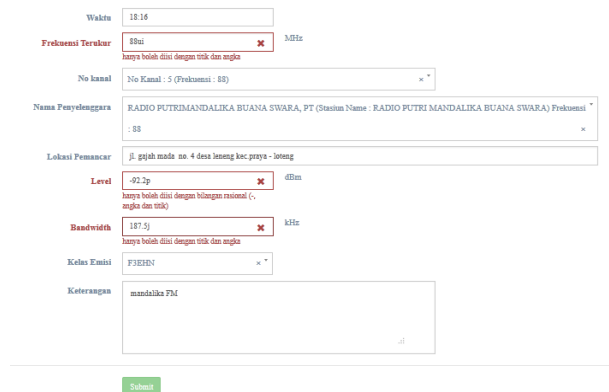 Waktu 18:16
Frekuensi Terukur 88ui MHz
hanya boleh diisi dengan titik dan angka
No kanal No Kanal : 5 (Frekuensi : 88)
Nama Penyelenggara RADIO PUTRIMANDALIKA BUANA SWARA, PT (Stasiun Name : RADIO PUTRI MANDALIKA BUANA SWARA) Frekuensi
: 88
Lokasi Pemancar jl. gajah mada no. 4 desa leneng kec.praya - loteng
Level -92.2p dBm
hanya boleh diisi dengan bilangan rasional (-,
angka dan titik)
Bandwidth 187.5j kHz
hanya boleh diisi dengan titik dan angka
Kelas Emisi F3EHN
Keterangan mandalika FM
Submit